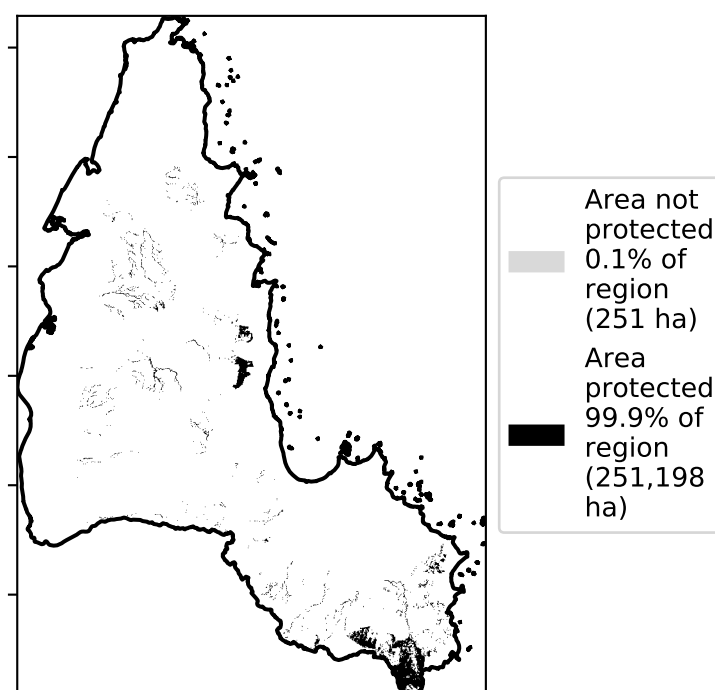 Area not
protected
0.1% of
region
(251 ha)
Area
protected
99.9% of
region
(251,198
ha)